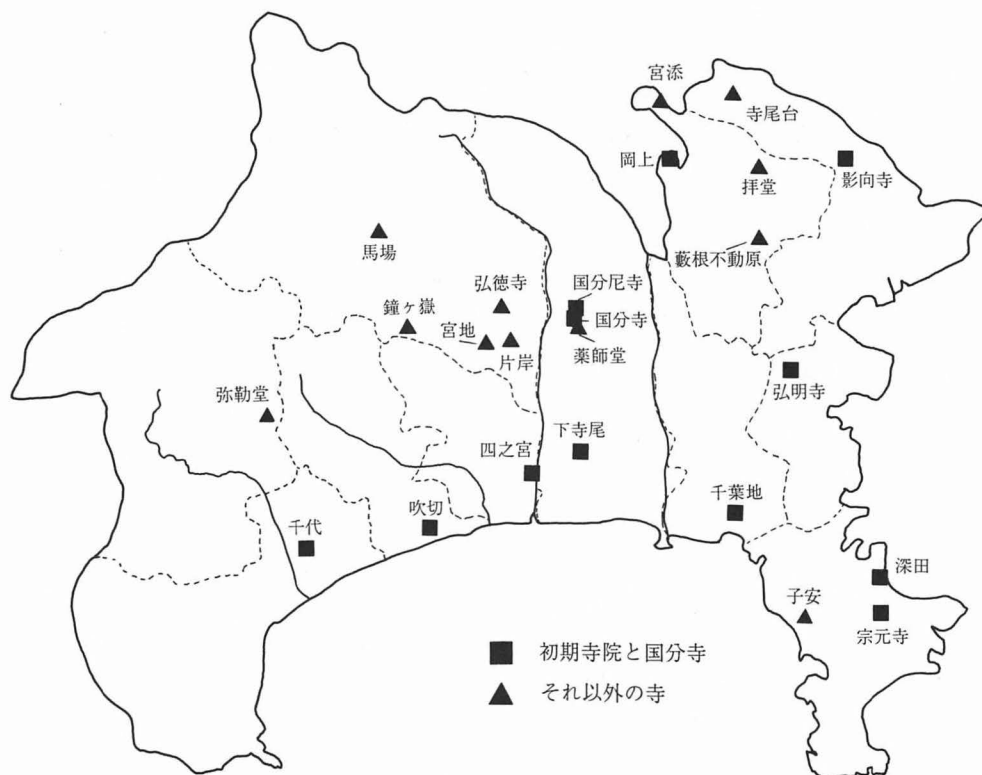 宮添
寺尾台
岡上
影向寺
拝堂
馬場
藪根不動原
弘徳寺
国分尼寺
鐘ヶ嶽
国分寺
宮地
片岸
薬師堂
弘明寺
弥勒堂
下寺尾
四之宮
千葉地
吹切
千代
深田
子安
宗元寺
初期寺院と国分寺
それ以外の寺